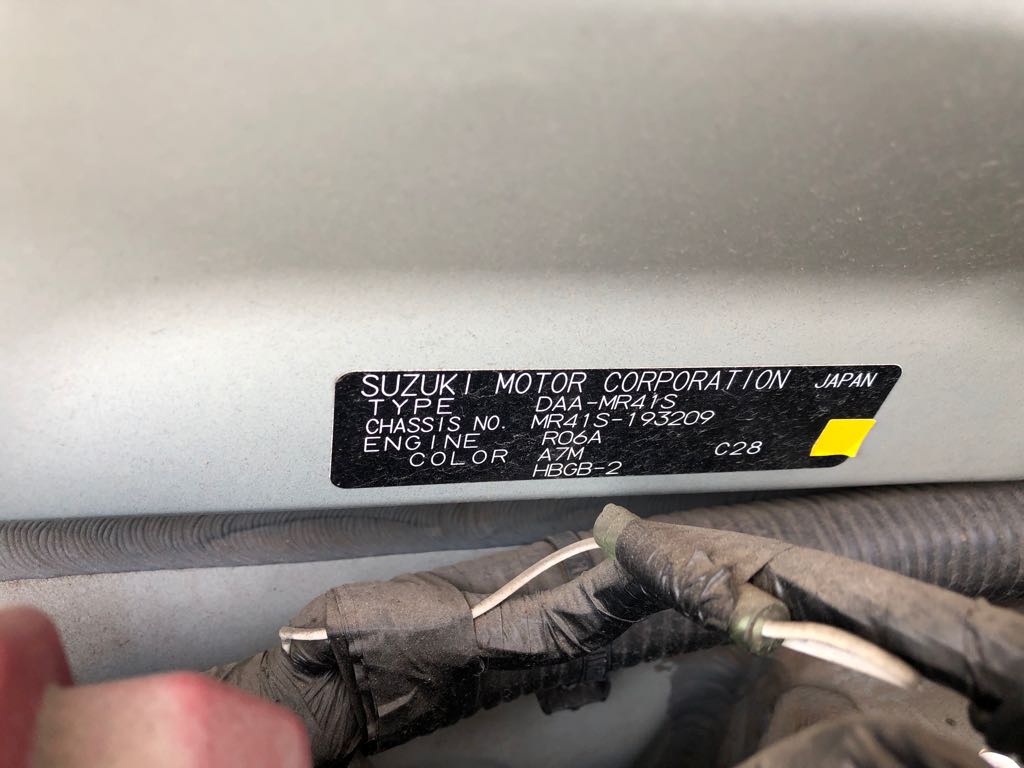 SUZUKI MOTOR CORPORATION JAPAN
TYPE DAA-MR41S
CHASSIS NO. MR41S-193209
ENGINE R06A
COLOR A7M C28
HBGB-2